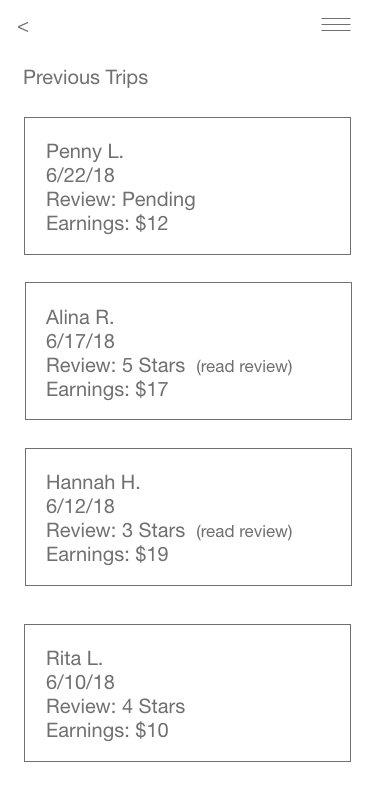 <
Previous Trips
Penny L.
6/22/18
Review: Pending
Earnings: $12
Alina R.
6/17/18
Review: 5 Stars (read review)
Earnings: $17
Hannah H.
6/12/18
Review: 3 Stars (read review)
Earnings: $19
Rita L.
6/10/18
Review: 4 Stars
Earnings: $10